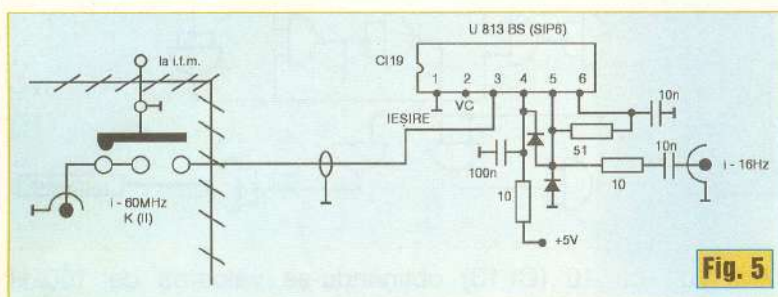 U 813 BS (SIP6)
la i.f.m.
CI19
1 2 3 4 5 6
VC
IEȘIRE
10n
51
10n
100n
10
10
i - 16Hz
i - 60MHz
K (II)
+5V
Fig. 5